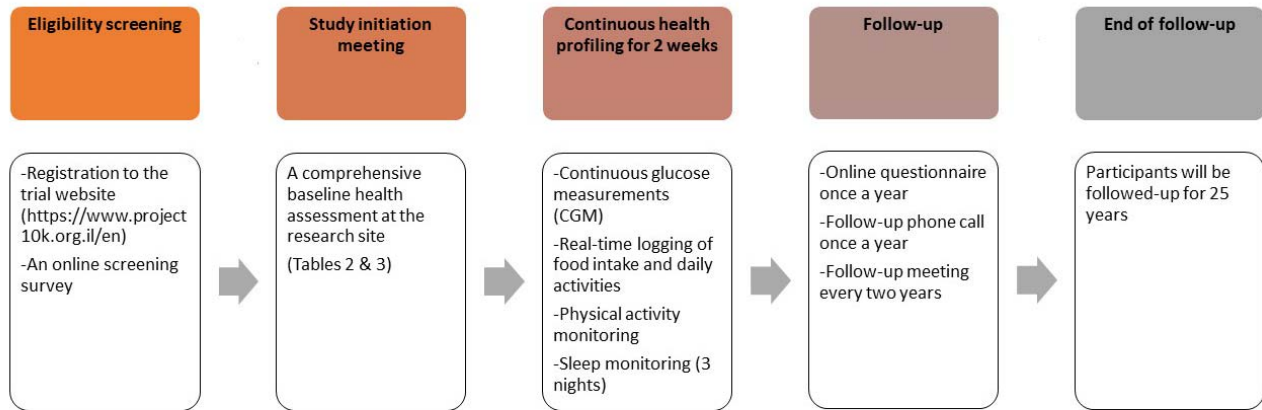 Eligibility screening
Study initiation
meeting
Continuous health
profiling for 2 weeks
Follow-up
End of follow-up
-Registration to the
trial website
(https://www.project
10k.org.il/en)
-An online screening
survey
A comprehensive
baseline health
assessment at the
research site
(Tables 2 & 3)
-Continuous glucose
measurements
(CGM)
-Real-time logging of
food intake and daily
activities
-Physical activity
monitoring
-Sleep monitoring (3
nights)
-Online questionnaire
once a year
-Follow-up phone call
once a year
-Follow-up meeting
every two years
Participants will be
followed-up for 25
years